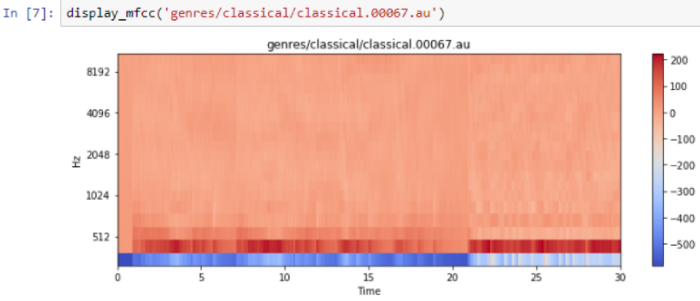 In [7]: display_mfcc('genres/classical/classical.00067.au')
genres/classical/classical.00067.au
8192
4096
2048
1024
512
Hz
0 5 10 15 20 25 30
Time
200
100
0
−100
−200
−300
−400
−500